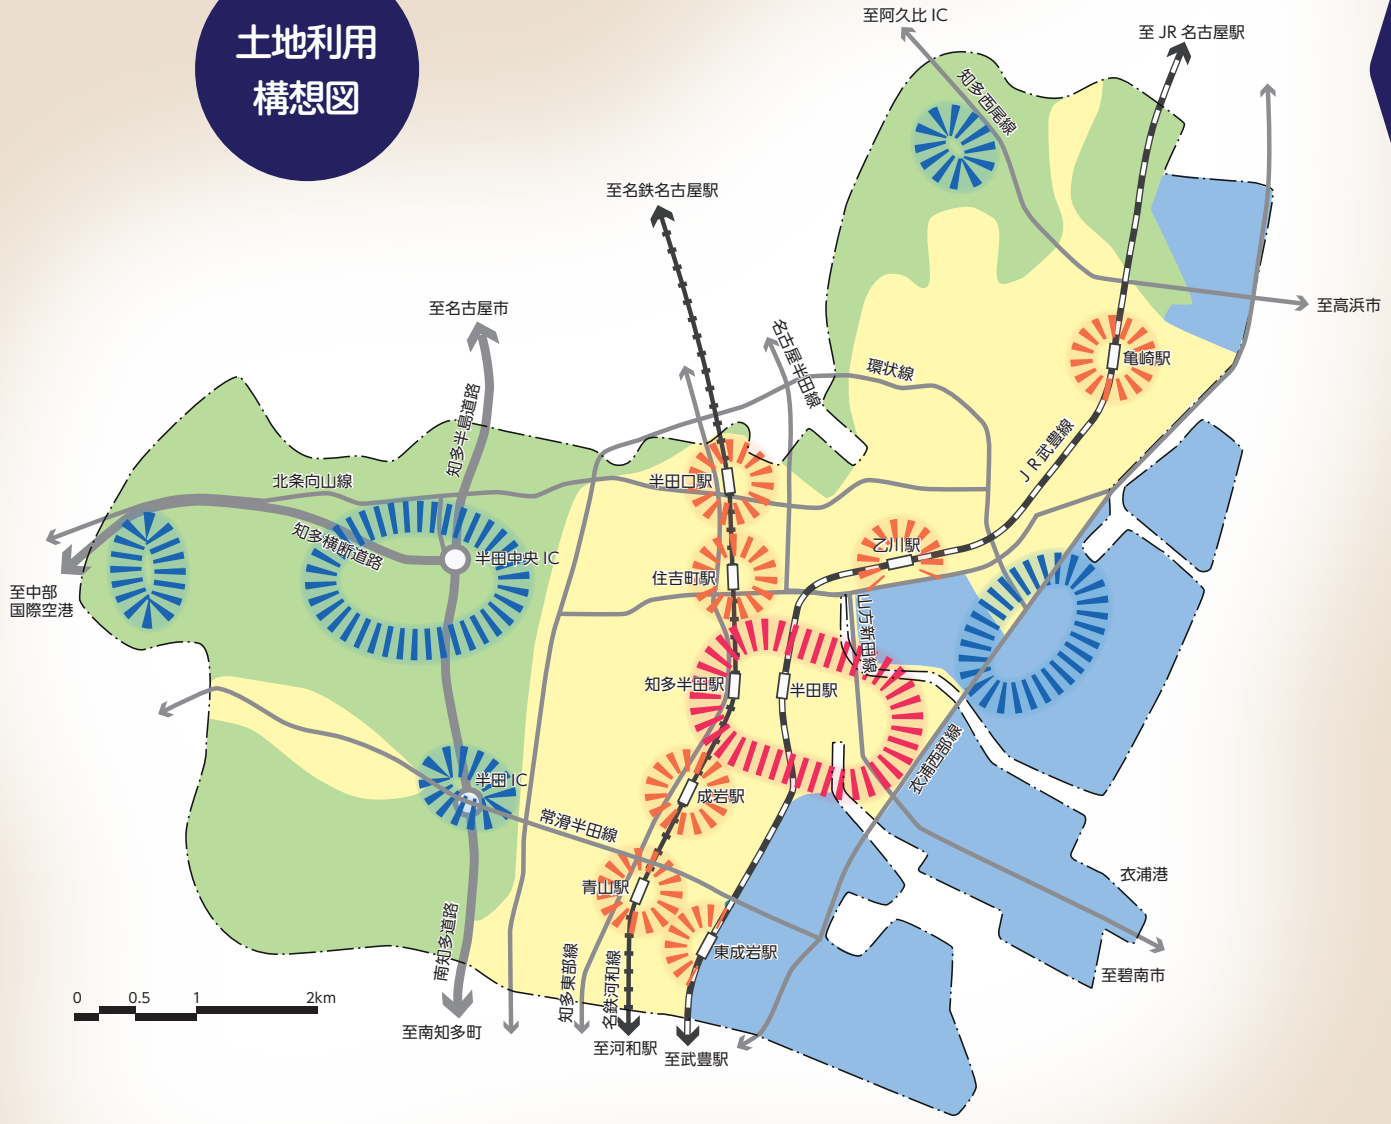 土地利用
構想図
至阿久比 IC
至 JR 名古屋駅
知多西尾線
至名鉄名古屋駅
至名古屋市
至高浜市
名古屋半田線
環状線
亀崎駅
知多半島道路
JR武豊線
北条向山線
半田口駅
知多横断道路
半田中央 IC
乙川駅
住吉町駅
至中部
国際空港
山方新田線
知多半田駅
半田駅
衣浦西部線
半田 IC
成岩駅
常滑半田線
衣浦港
青山駅
南知多道路
東成岩駅
知多東部線
名鉄河和線
至碧南市
0 0.5 1 2km
至南知多町
至河和駅
至武豊駅